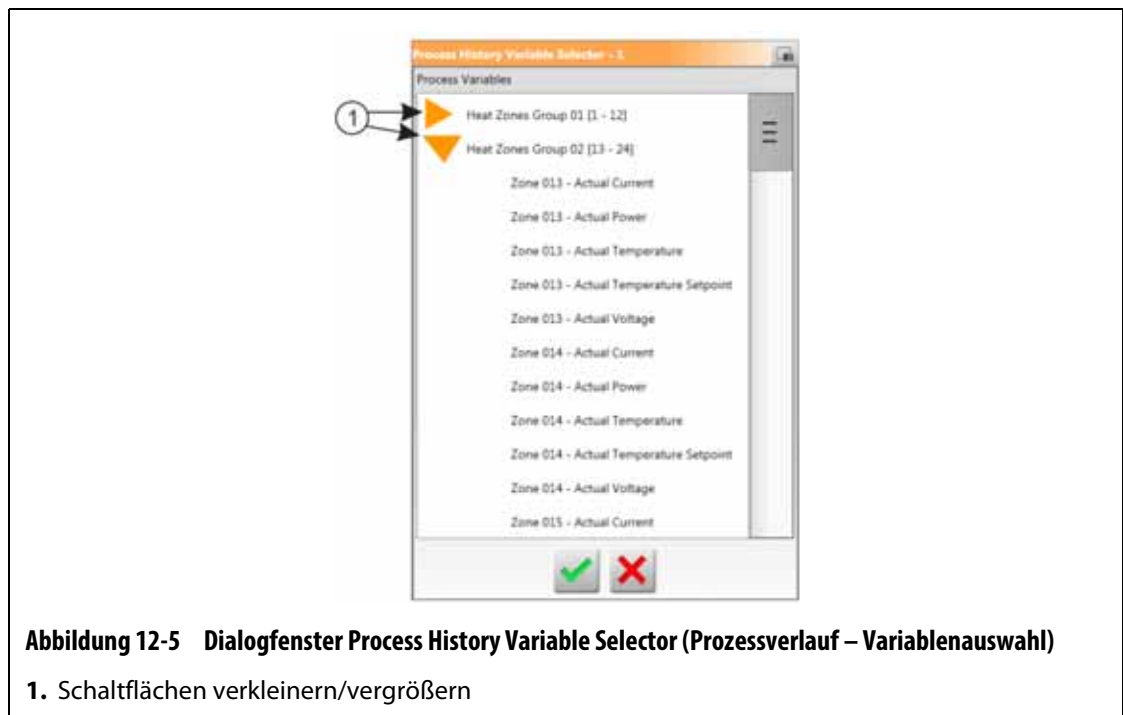 Process History Variable Selector - 1
Process Variables
1
Heat Zones Group 01 [1 - 12]
Heat Zones Group 02 [13 - 24]
Zone 013 - Actual Current
Zone 013 - Actual Power
Zone 013 - Actual Temperature
Zone 013 - Actual Temperature Setpoint
Zone 013 - Actual Voltage
Zone 014 - Actual Current
Zone 014 - Actual Power
Zone 014 - Actual Temperature
Zone 014 - Actual Temperature Setpoint
Zone 014 - Actual Voltage
Zone 015 - Actual Current
Abbildung 12-5 Dialogfenster Process History Variable Selector (Prozessverlauf – Variablenauswahl)
1. Schaltflächen verkleinern/vergrößern